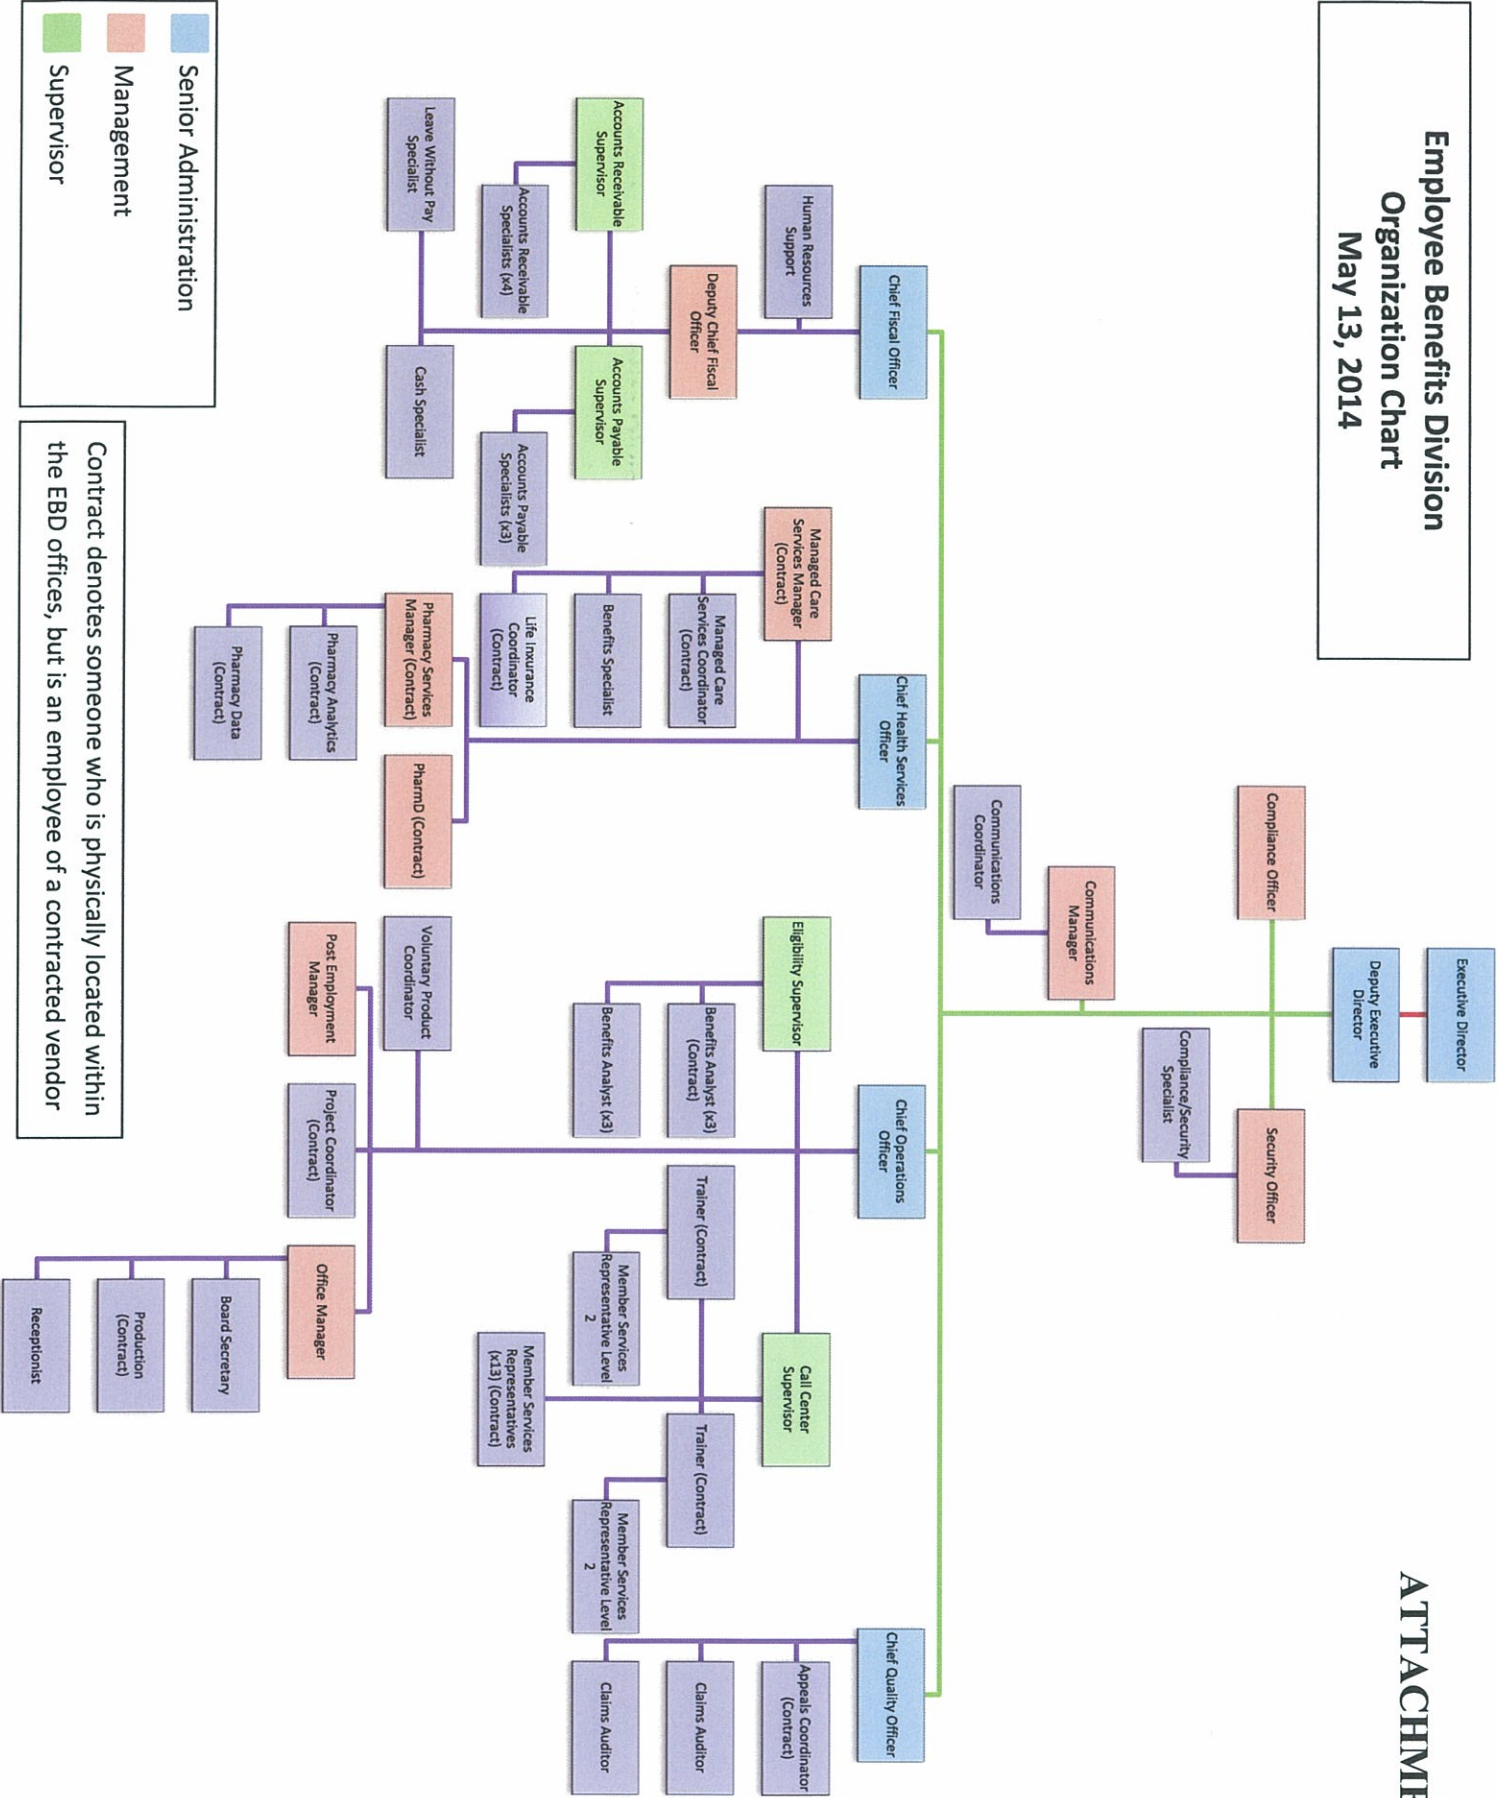 Employee Benefits Division
Organization Chart
May 13, 2014
ATTACHME
Executive Director
Deputy Executive
Director
Compliance Officer
Security Officer
Compliance/Security
Specialist
Communications
Manager
Communications
Coordinator
Chief Fiscal Officer
Human Resources
Support
Deputy Chief Fiscal
Officer
Accounts Receivable
Supervisor
Accounts Receivable
Specialists (x4)
Accounts Payable
Supervisor
Accounts Payable
Specialists (x3)
Leave Without Pay
Specialist
Cash Specialist
Chief Health Services
Officer
Managed Care
Services Manager
(Contract)
Managed Care
Services Coordinator
(Contract)
Benefits Specialist
Life Inxurance
Coordinator
(Contract)
Pharmacy Services
Manager (Contract)
Pharmacy Analytics
(Contract)
Pharmacy Data
(Contract)
PharmD (Contract)
Chief Operations
Officer
Eligibility Supervisor
Benefits Analyst (x3)
(Contract)
Benefits Analyst (x3)
Call Center
Supervisor
Trainer (Contract)
Member Services
Representative Level
2
Trainer (Contract)
Member Services
Representative Level
2
Member Services
Representatives
(x13) (Contract)
Voluntary Product
Coordinator
Post Employment
Manager
Project Coordinator
(Contract)
Office Manager
Board Secretary
Production
(Contract)
Receptionist
Chief Quality Officer
Appeals Coordinator
(Contract)
Claims Auditor
Claims Auditor
Senior Administration
Management
Supervisor
Contract denotes someone who is physically located within
the EBD offices, but is an employee of a contracted vendor